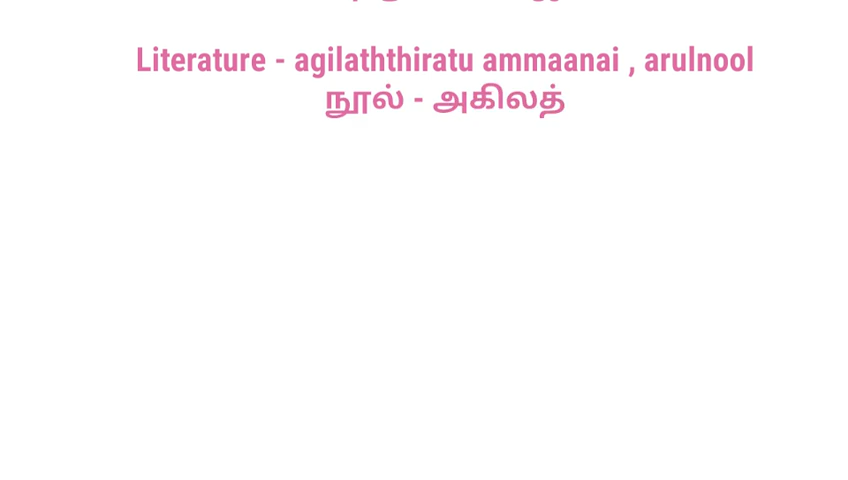 Literature - agilaththiratu ammaanai , arulnool
நூல் - அகிலத்